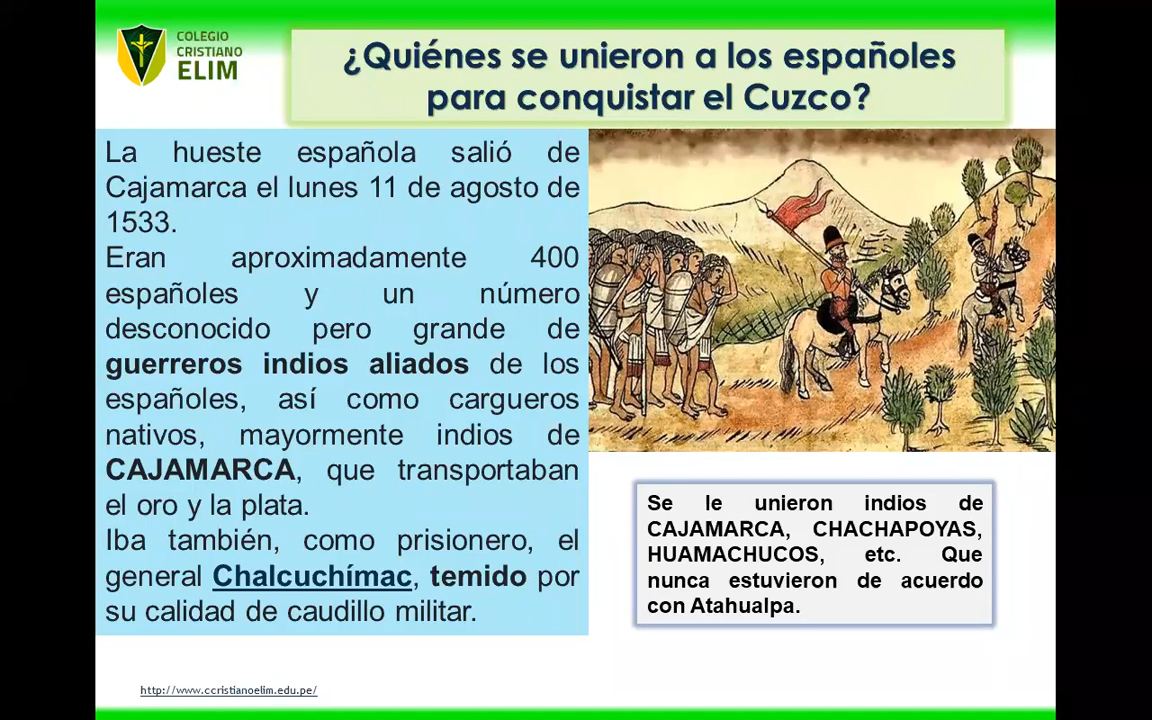 COLEGIO
CRISTIANO
ELIM
¿Quiénes se unieron a los españoles
para conquistar el Cuzco?
La hueste española salió de
Cajamarca el lunes 11 de agosto de
1533.
Eran aproximadamente 400
españoles y un número
desconocido pero grande de
guerreros indios aliados de los
españoles, así como cargueros
nativos, mayormente indios de
CAJAMARCA, que transportaban
el oro y la plata.
Iba también, como prisionero, el
general Chalcuchímac, temido por
su calidad de caudillo militar.
Se le unieron indios de
CAJAMARCA, CHACHAPOYAS,
HUAMACHUCOS, etc. Que
nunca estuvieron de acuerdo
con Atahualpa.
http://www.ccristianoelim.edu.pe/